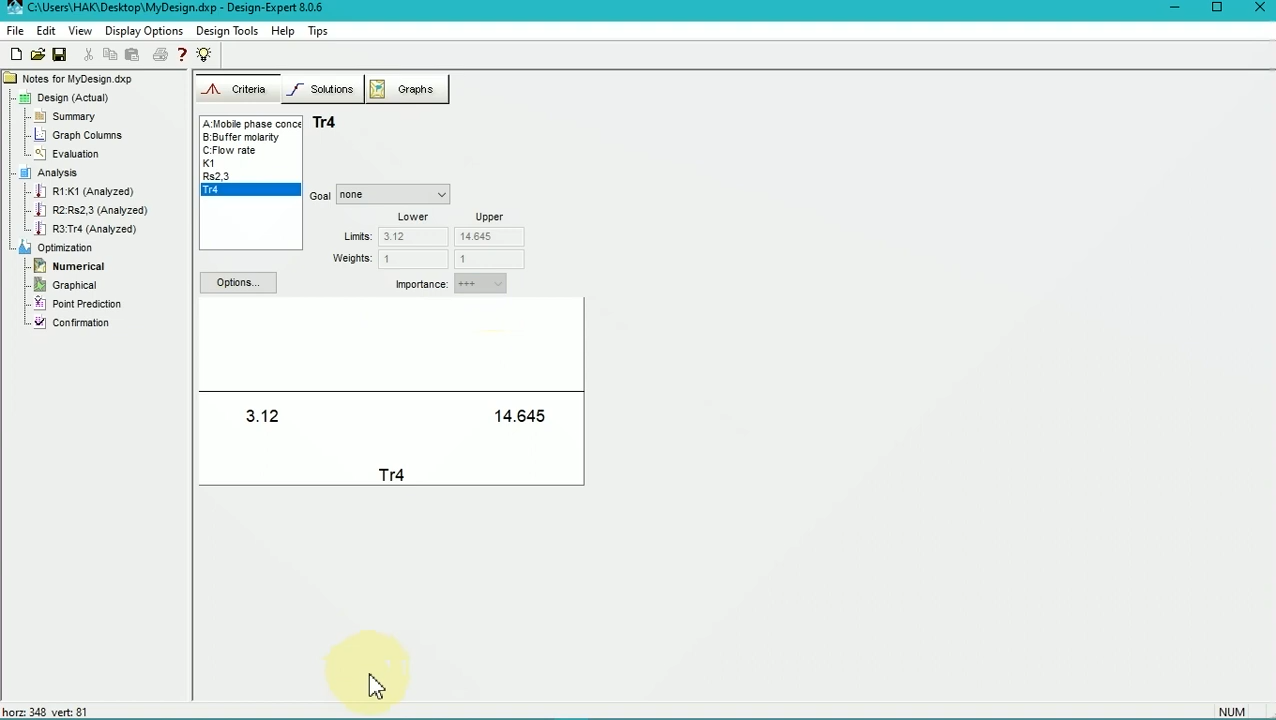 C:\Users\HAK\Desktop\MyDesign.dxp - Design-Expert 8.0.6
File Edit View Display Options Design Tools Help Tips
Notes for MyDesign.dxp
Design (Actual)
Summary
Graph Columns
Evaluation
Analysis
R1:K1 (Analyzed)
R2:Rs2,3 (Analyzed)
R3:Tr4 (Analyzed)
Optimization
Numerical
Graphical
Point Prediction
Confirmation
Criteria Solutions Graphs
A:Mobile phase conce
B:Buffer molarity
C:Flow rate
K1
Rs2,3
Tr4
Tr4
Goal none
Lower Upper
Limits: 3.12 14.645
Weights: 1 1
Options... Importance: +++
3.12 14.645
Tr4
horz: 348 vert: 81 NUM